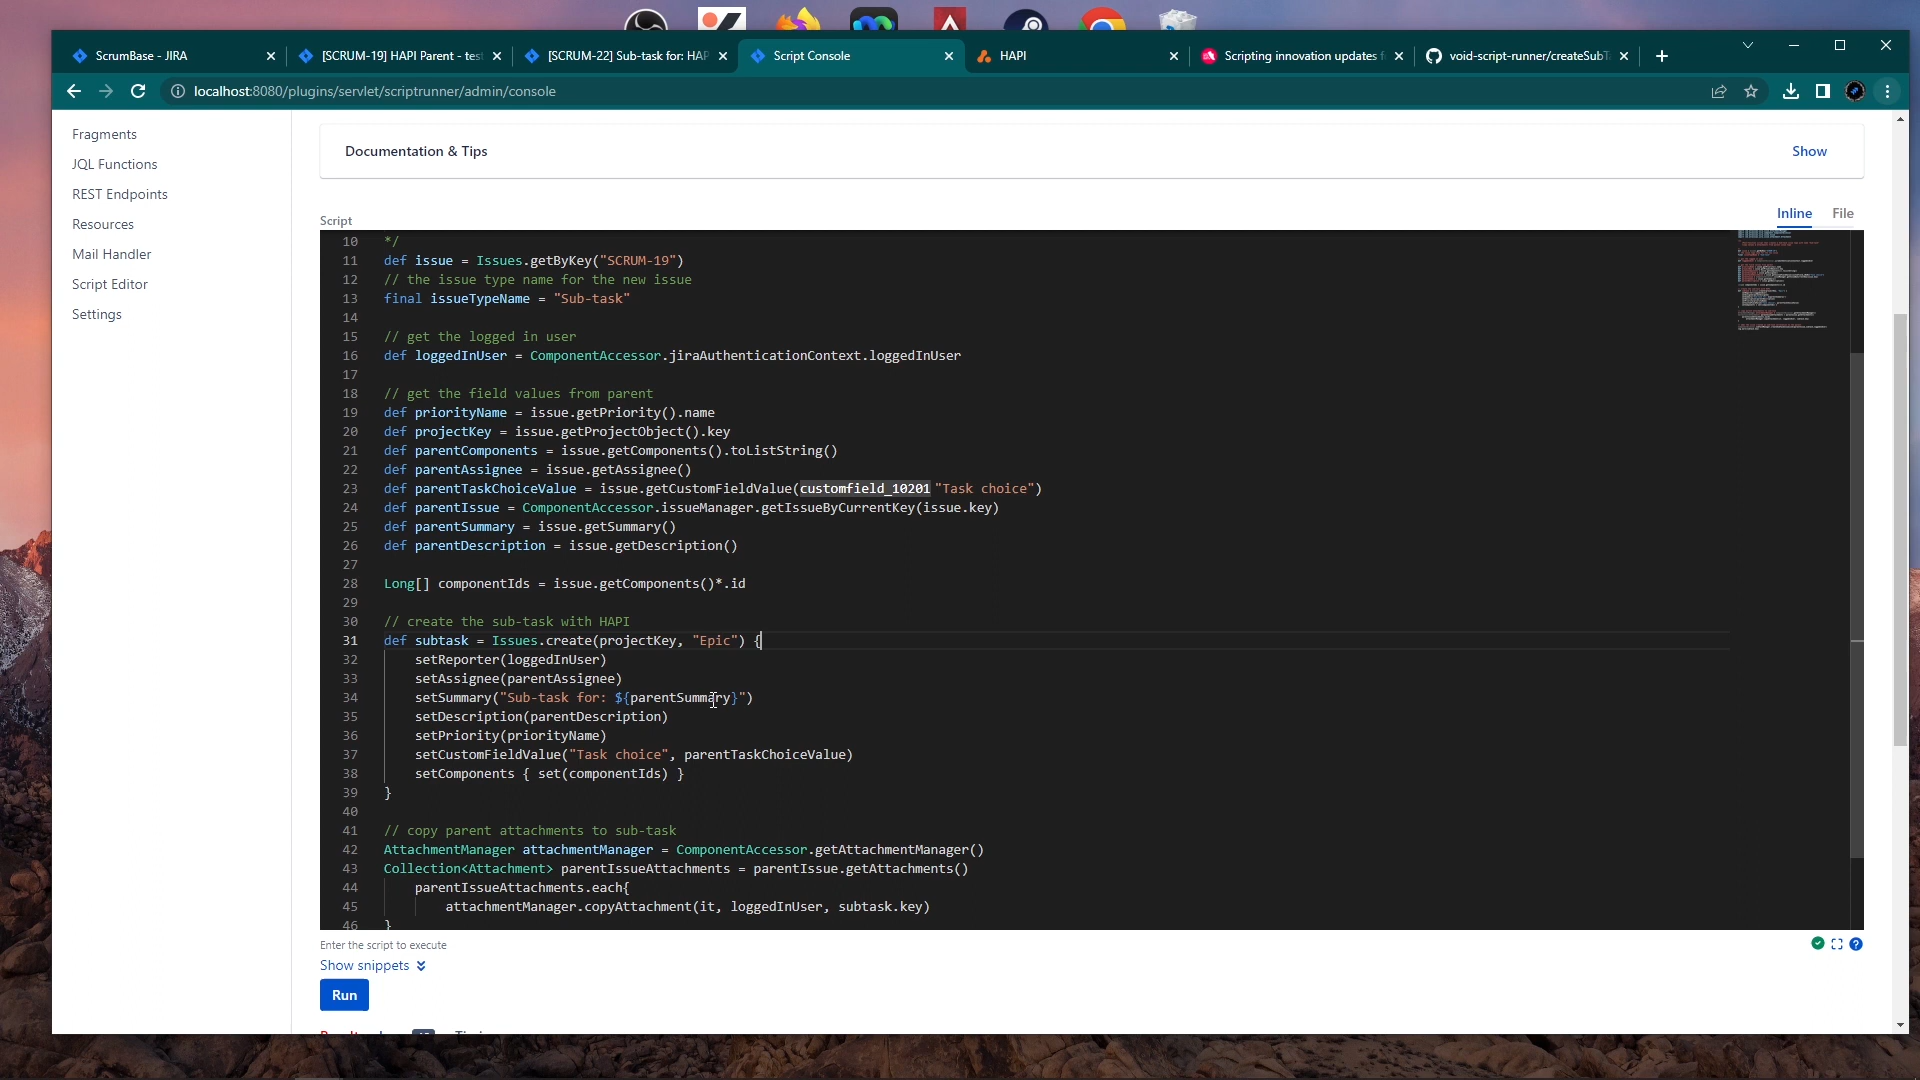 ScrumBase - JIRA
[SCRUM-19] HAPI Parent - test
[SCRUM-22] Sub-task for: HAP
Script Console
HAPI
Scripting innovation updates f
void-script-runner/createSubT
localhost:8080/plugins/servlet/scriptrunner/admin/console
Fragments
JQL Functions
REST Endpoints
Resources
Mail Handler
Script Editor
Settings
Documentation & Tips
Show
Script
Inline
File
10 */
11 def issue = Issues.getByKey("SCRUM-19")
12 // the issue type name for the new issue
13 final issueTypeName = "Sub-task"
14
15 // get the logged in user
16 def loggedInUser = ComponentAccessor.jiraAuthenticationContext.loggedInUser
17
18 // get the field values from parent
19 def priorityName = issue.getPriority().name
20 def projectKey = issue.getProjectObject().key
21 def parentComponents = issue.getComponents().toListString()
22 def parentAssignee = issue.getAssignee()
23 def parentTaskChoiceValue = issue.getCustomFieldValue(customfield_10201 "Task choice")
24 def parentIssue = ComponentAccessor.issueManager.getIssueByCurrentKey(issue.key)
25 def parentSummary = issue.getSummary()
26 def parentDescription = issue.getDescription()
27
28 Long[] componentIds = issue.getComponents()*.id
29
30 // create the sub-task with HAPI
31 def subtask = Issues.create(projectKey, "Epic") {
32 setReporter(loggedInUser)
33 setAssignee(parentAssignee)
34 setSummary("Sub-task for: ${parentSummary}")
35 setDescription(parentDescription)
36 setPriority(priorityName)
37 setCustomFieldValue("Task choice", parentTaskChoiceValue)
38 setComponents { set(componentIds) }
39 }
40
41 // copy parent attachments to sub-task
42 AttachmentManager attachmentManager = ComponentAccessor.getAttachmentManager()
43 Collection<Attachment> parentIssueAttachments = parentIssue.getAttachments()
44 parentIssueAttachments.each{
45 attachmentManager.copyAttachment(it, loggedInUser, subtask.key)
46 }
Enter the script to execute
Show snippets
Run